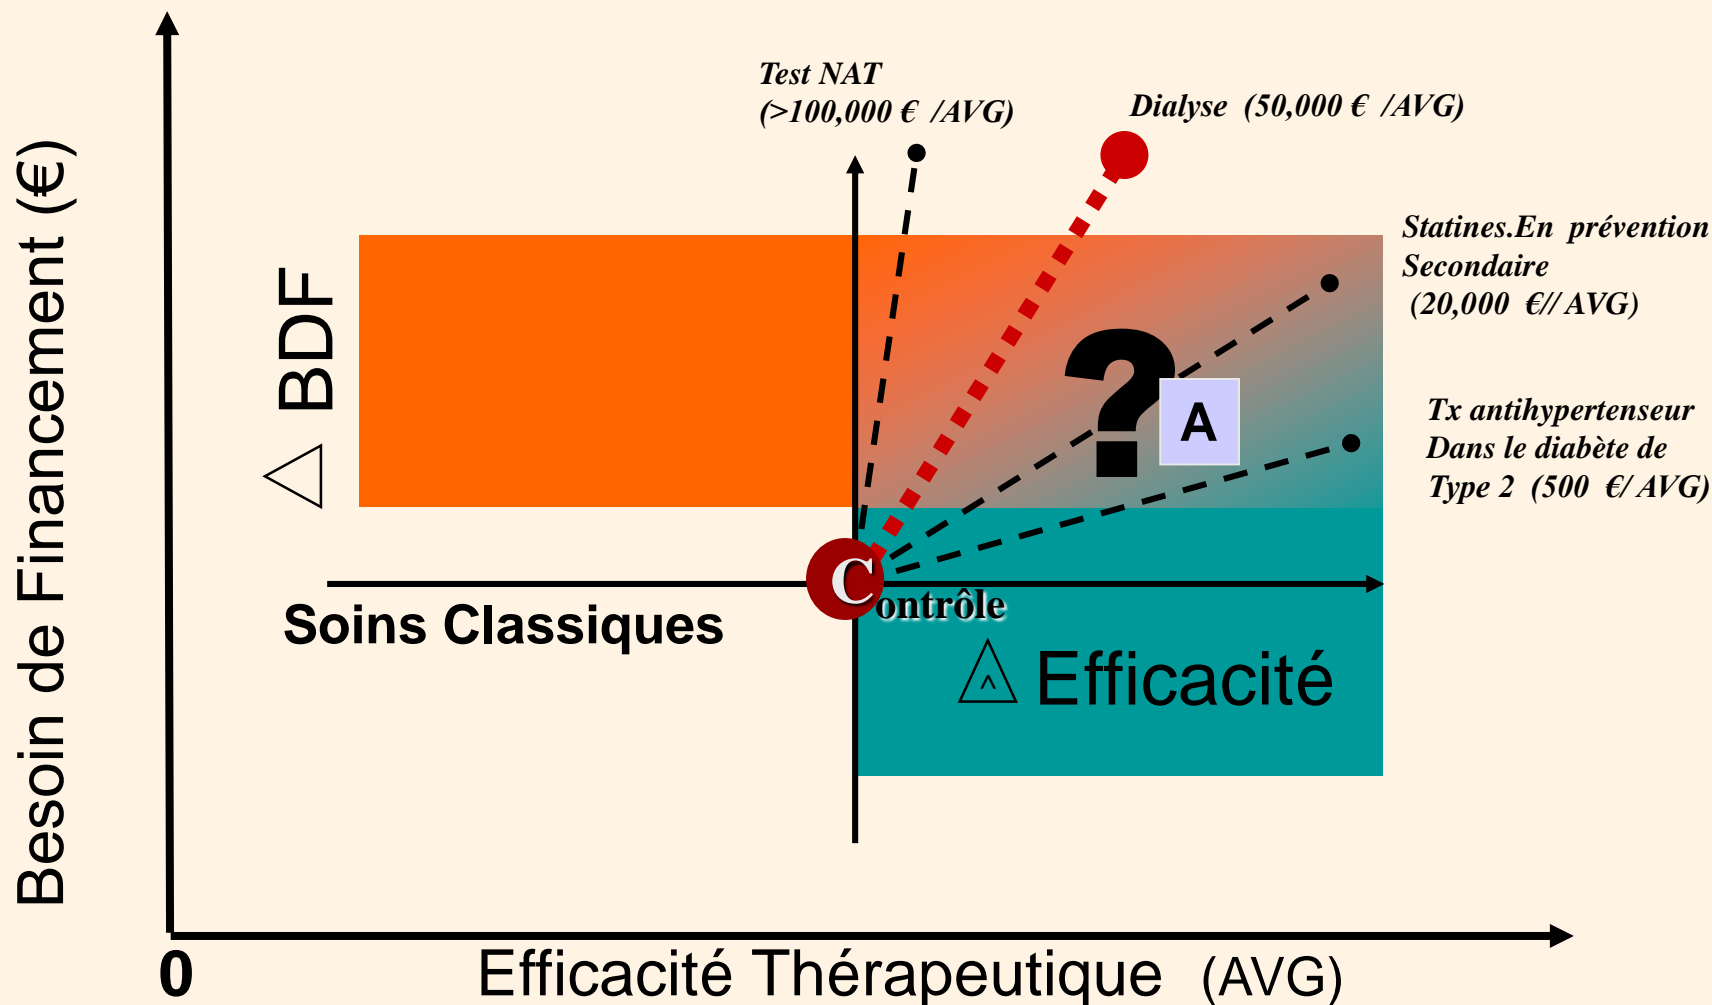 Test NAT
(>100,000 € /AVG)
Dialyse (50,000 € /AVG)
Besoin de Financement (€)
△ BDF
Statines.En prévention
Secondaire
(20,000 €// AVG)
?
A
Tx antihypertenseur
Dans le diabète de
Type 2 (500 €/ AVG)
Contrôle
Soins Classiques
△ Efficacité
0
Efficacité Thérapeutique (AVG)